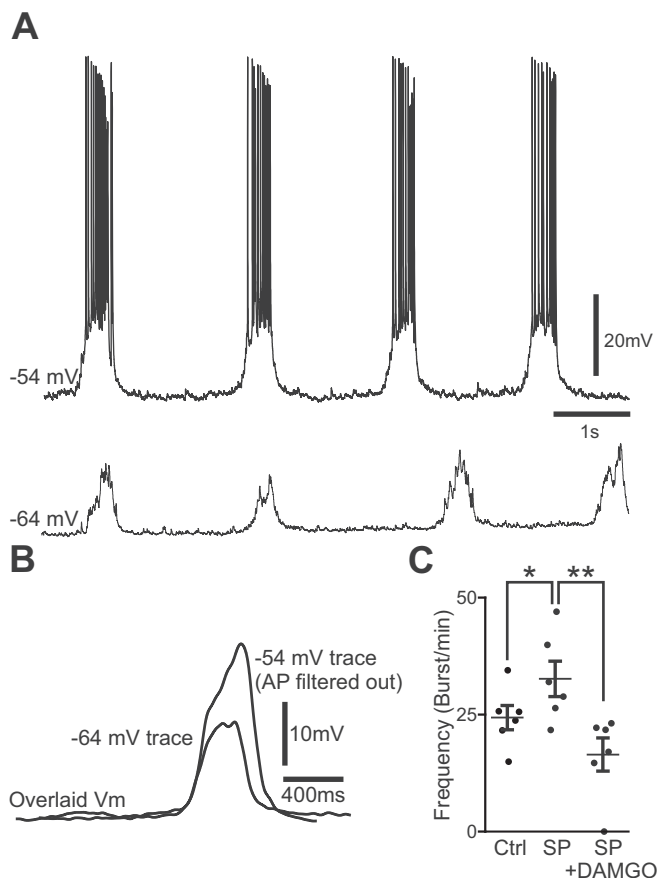 A
-54 mV
20mV
1s
-64 mV
B
-54 mV trace
(AP filtered out)
-64 mV trace
10mV
400ms
Overlaid Vm
C
* **
Frequency (Burst/min)
50
25
0
Ctrl SP SP
+DAMGO